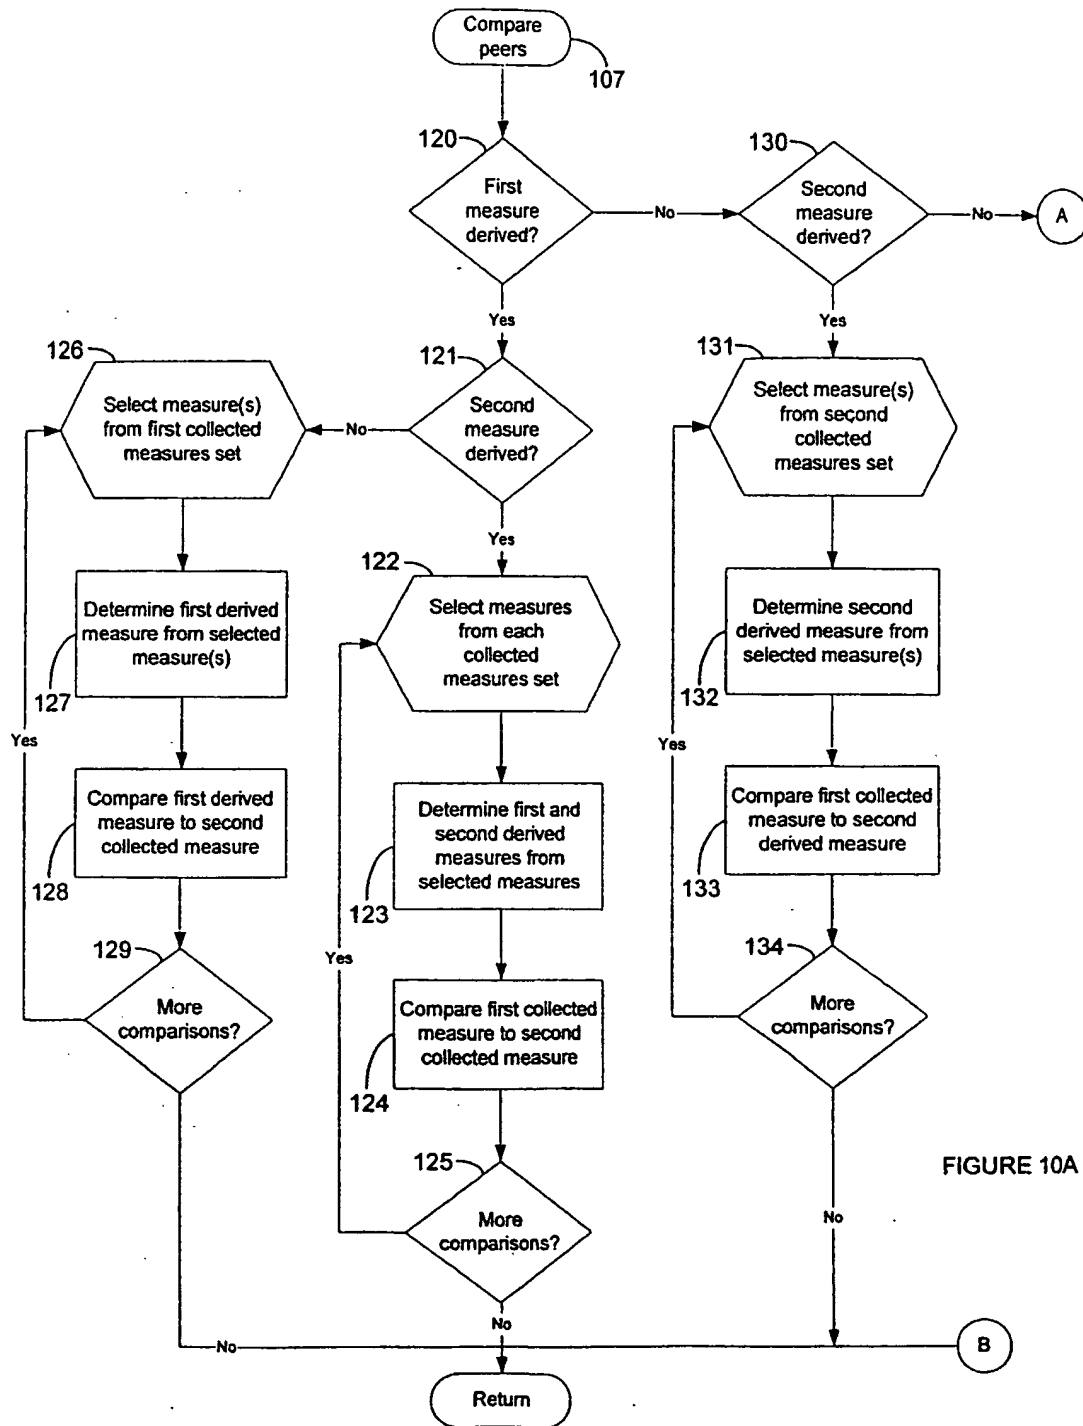 Compare
peers
107
120
First
measure
derived?
No
130
Second
measure
derived?
No
A
Yes
Yes
126
Select measure(s)
from first collected
measures set
No
121
Second
measure
derived?
131
Select measure(s)
from second
collected
measures set
Yes
122
Select measures
from each
collected
measures set
Determine first derived
measure from selected
measure(s)
127
Determine second
derived measure from
selected measure(s)
132
Yes
Yes
Compare first derived
measure to second
collected measure
128
Determine first and
second derived
measures from
selected measures
123
Compare first collected
measure to second
derived measure
133
129
More
comparisons?
Yes
134
More
comparisons?
Compare first collected
measure to second
collected measure
124
125
More
comparisons?
FIGURE 10A
No
No
No
B
Return